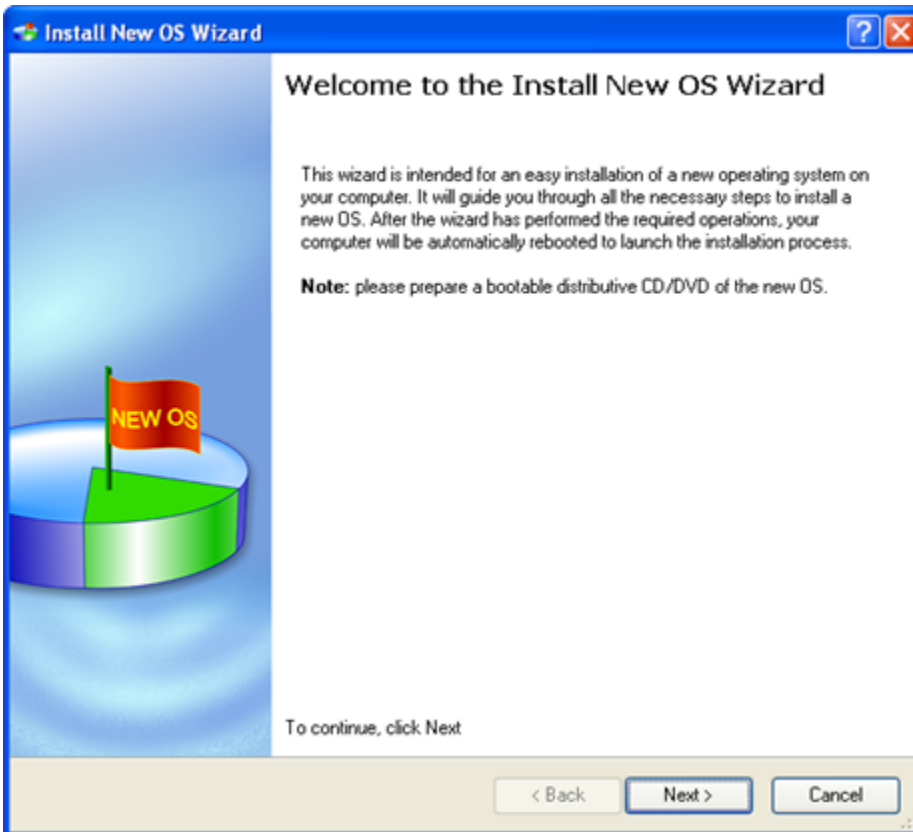 Install New OS Wizard
?
Welcome to the Install New OS Wizard
This wizard is intended for an easy installation of a new operating system on
your computer. It will guide you through all the necessary steps to install a
new OS. After the wizard has performed the required operations, your
computer will be automatically rebooted to launch the installation process.
Note: please prepare a bootable distributive CD/DVD of the new OS.
NEW OS
To continue, click Next
< Back Next > Cancel